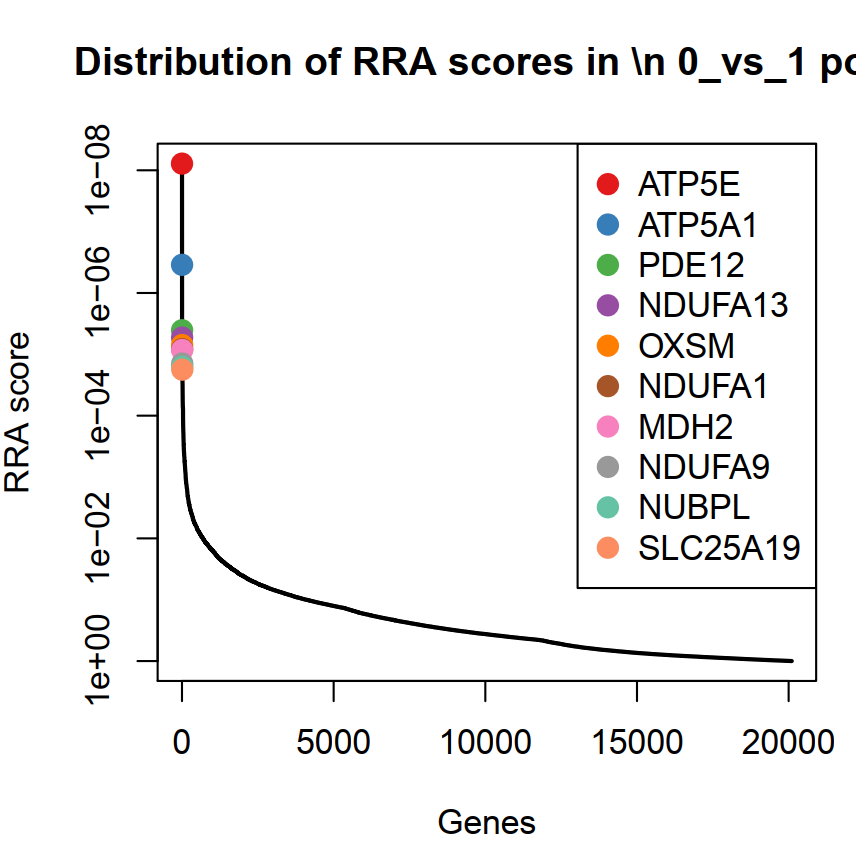 Distribution of RRA scores in \n 0_vs_1 po
RRA score
1e−08
1e−06
1e−04
1e−02
1e+00
ATP5E
ATP5A1
PDE12
NDUFA13
OXSM
NDUFA1
MDH2
NDUFA9
NUBPL
SLC25A19
0 5000 10000 15000 20000
Genes